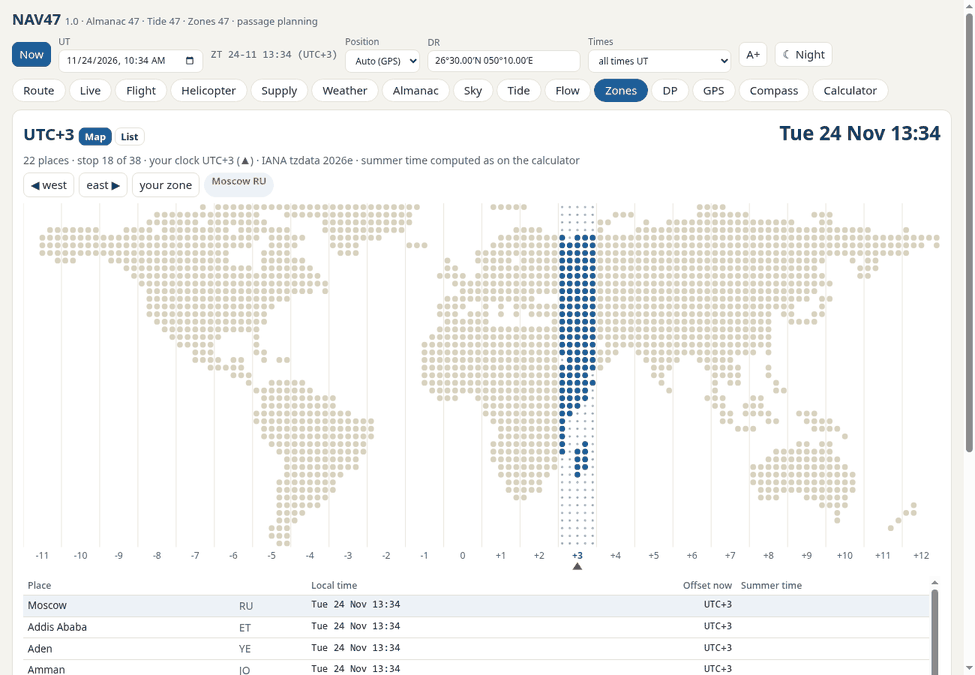 NAV47 1.0 · Almanac 47 · Tide 47 · Zones 47 · passage planning
UT Position DR Times
Now 11/24/2026, 10:34 AM ZT 24-11 13:34 (UTC+3) Auto (GPS) 26°30.00'N 050°10.00'E all times UT A+ ☾ Night
Route Live Flight Helicopter Supply Weather Almanac Sky Tide Flow Zones DP GPS Compass Calculator
UTC+3 Map List Tue 24 Nov 13:34
22 places · stop 18 of 38 · your clock UTC+3 (▲) · IANA tzdata 2026e · summer time computed as on the calculator
◀ west east ▶ your zone Moscow RU
-11 -10 -9 -8 -7 -6 -5 -4 -3 -2 -1 0 +1 +2 +3 +4 +5 +6 +7 +8 +9 +10 +11 +12
▲
Place Local time Offset now Summer time
Moscow RU Tue 24 Nov 13:34 UTC+3
Addis Ababa ET Tue 24 Nov 13:34 UTC+3
Aden YE Tue 24 Nov 13:34 UTC+3
Amman JO Tue 24 Nov 13:34 UTC+3